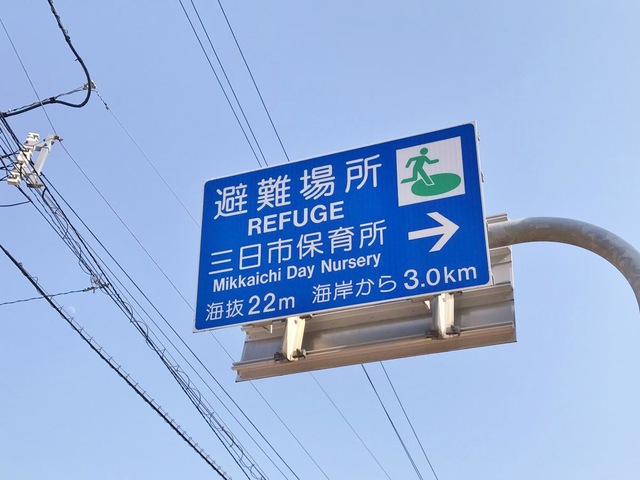 避難場所
REFUGE
三日市保育所
Mikkaichi Day Nursery
海抜22m 海岸から3.0km